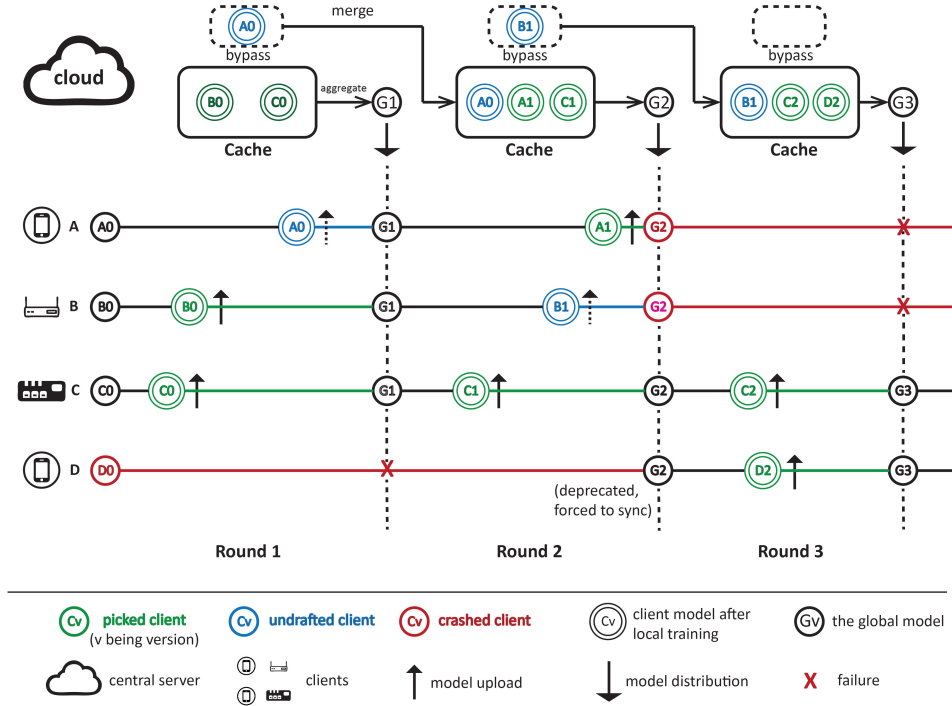 A0 merge B1
bypass bypass bypass
cloud
B0 C0 aggregate G1 A0 A1 C1 G2 B1 C2 D2 G3
Cache Cache Cache
A A0 A0 G1 A1 G2 X
B B0 B0 G1 B1 G2 X
C C0 C0 G1 C1 G2 C2 G3
D D0 X G2 D2 G3
(deprecated,
forced to sync)
Round 1 Round 2 Round 3
Cv picked client
(v being version)
Cv undrafted client
Cv crashed client
Cv client model after
local training
Gv the global model
central server
clients
model upload
model distribution
X failure